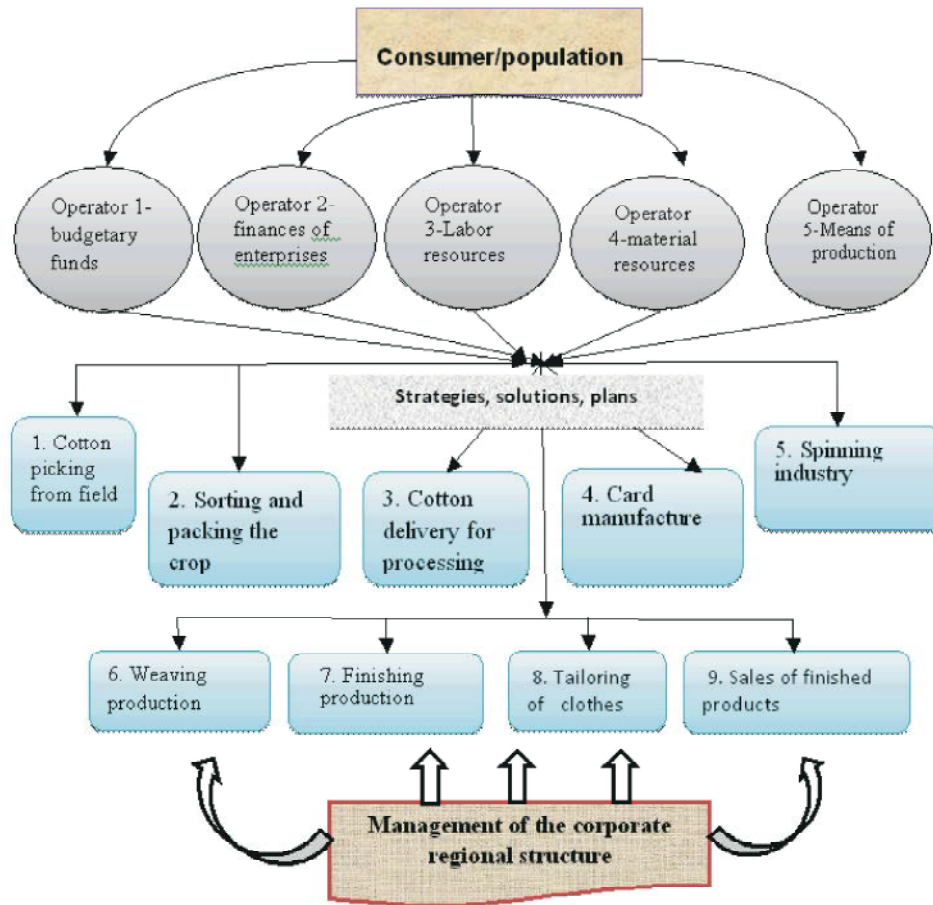 Consumer/population
Operator 1-
budgetary
funds
Operator 2-
finances of
enterprises
Operator
3-Labor
resources
Operator
4-material
resources
Operator
5-Means of
production
Strategies, solutions, plans
1. Cotton
picking
from field
2. Sorting and
packing the
crop
3. Cotton
delivery for
processing
4. Card
manufacture
5. Spinning
industry
6. Weaving
production
7. Finishing
production
8. Tailoring
of clothes
9. Sales of finished
products
Management of the corporate
regional structure